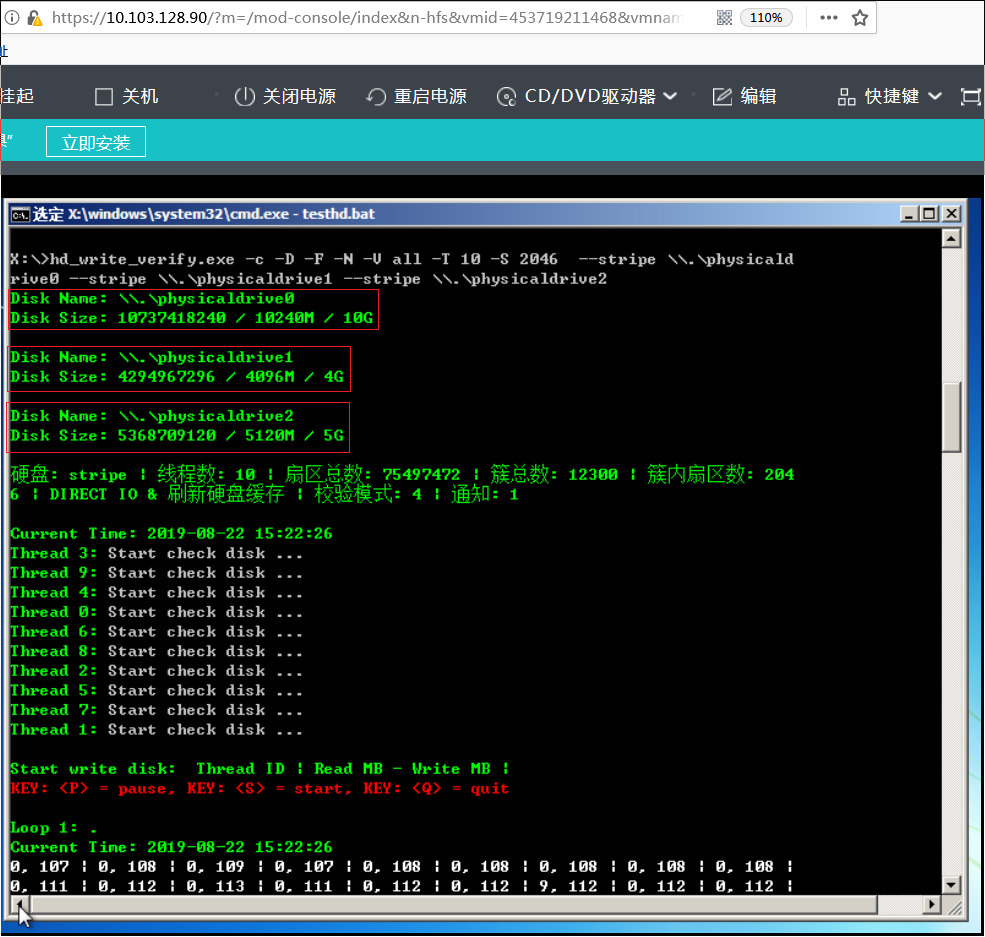 https://10.103.128.90/?m=/mod-console/index&n-hfs&vmid=453719211468&vmnam
110%
址
挂起 关机 关闭电源 重启电源 CD/DVD驱动器 编辑 快捷键
具" 立即安装
选定 X:\windows\system32\cmd.exe - testhd.bat
X:\>hd_write_verify.exe -c -D -F -N -V all -T 10 -S 2046  --stripe \\.\physicald
rive0 --stripe \\.\physicaldrive1 --stripe \\.\physicaldrive2
Disk Name: \\.\physicaldrive0
Disk Size: 10737418240 / 10240M / 10G
Disk Name: \\.\physicaldrive1
Disk Size: 4294967296 / 4096M / 4G
Disk Name: \\.\physicaldrive2
Disk Size: 5368709120 / 5120M / 5G
硬盘: stripe | 线程数: 10 | 扇区总数: 75497472 | 簇总数: 12300 | 簇内扇区数: 204
6 | DIRECT IO & 刷新硬盘缓存 | 校验模式: 4 | 通知: 1
Current Time: 2019-08-22 15:22:26
Thread 3: Start check disk ...
Thread 9: Start check disk ...
Thread 4: Start check disk ...
Thread 0: Start check disk ...
Thread 6: Start check disk ...
Thread 8: Start check disk ...
Thread 2: Start check disk ...
Thread 5: Start check disk ...
Thread 7: Start check disk ...
Thread 1: Start check disk ...
Start write disk:  Thread ID | Read MB - Write MB |
KEY: <P> = pause, KEY: <S> = start, KEY: <Q> = quit
Loop 1: .
Current Time: 2019-08-22 15:22:26
0, 107 | 0, 108 | 0, 109 | 0, 107 | 0, 108 | 0, 108 | 0, 108 | 0, 108 | 0, 108 |
0, 111 | 0, 112 | 0, 113 | 0, 111 | 0, 112 | 0, 112 | 9, 112 | 0, 112 | 0, 112 |